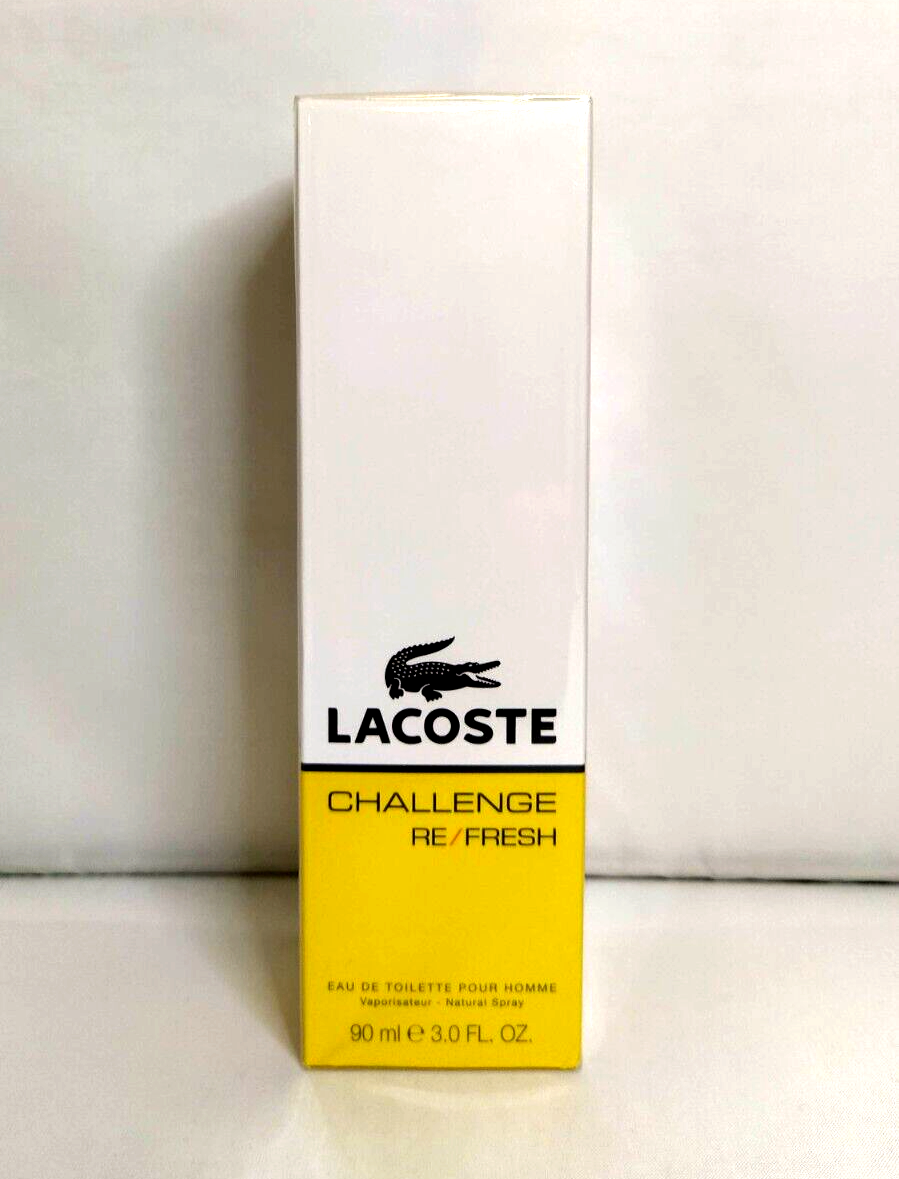 LACOSTE
CHALLENGE
RE/FRESH
EAU DE TOILETTE POUR HOMME
Vaporisateur - Natural Spray
90 ml ℮ 3.0 FL. OZ.